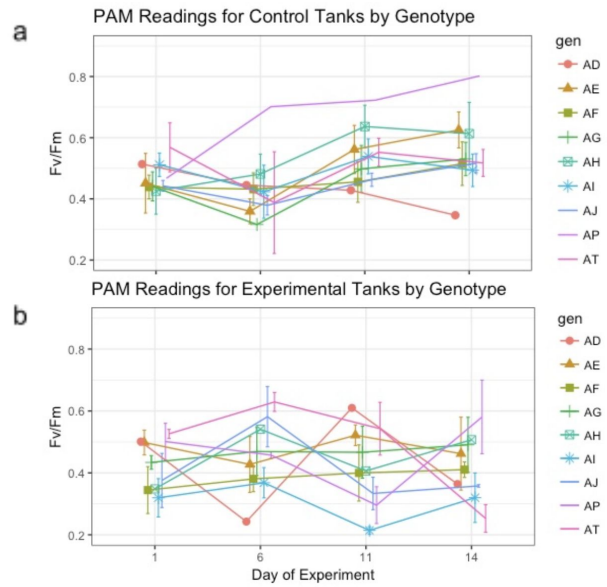 a
PAM Readings for Control Tanks by Genotype
Fv/Fm
0.8
0.6
0.4
0.2
gen
AD
AE
AF
AG
AH
AI
AJ
AP
AT
b
PAM Readings for Experimental Tanks by Genotype
Fv/Fm
0.8
0.6
0.4
0.2
1
6
11
14
Day of Experiment
gen
AD
AE
AF
AG
AH
AI
AJ
AP
AT